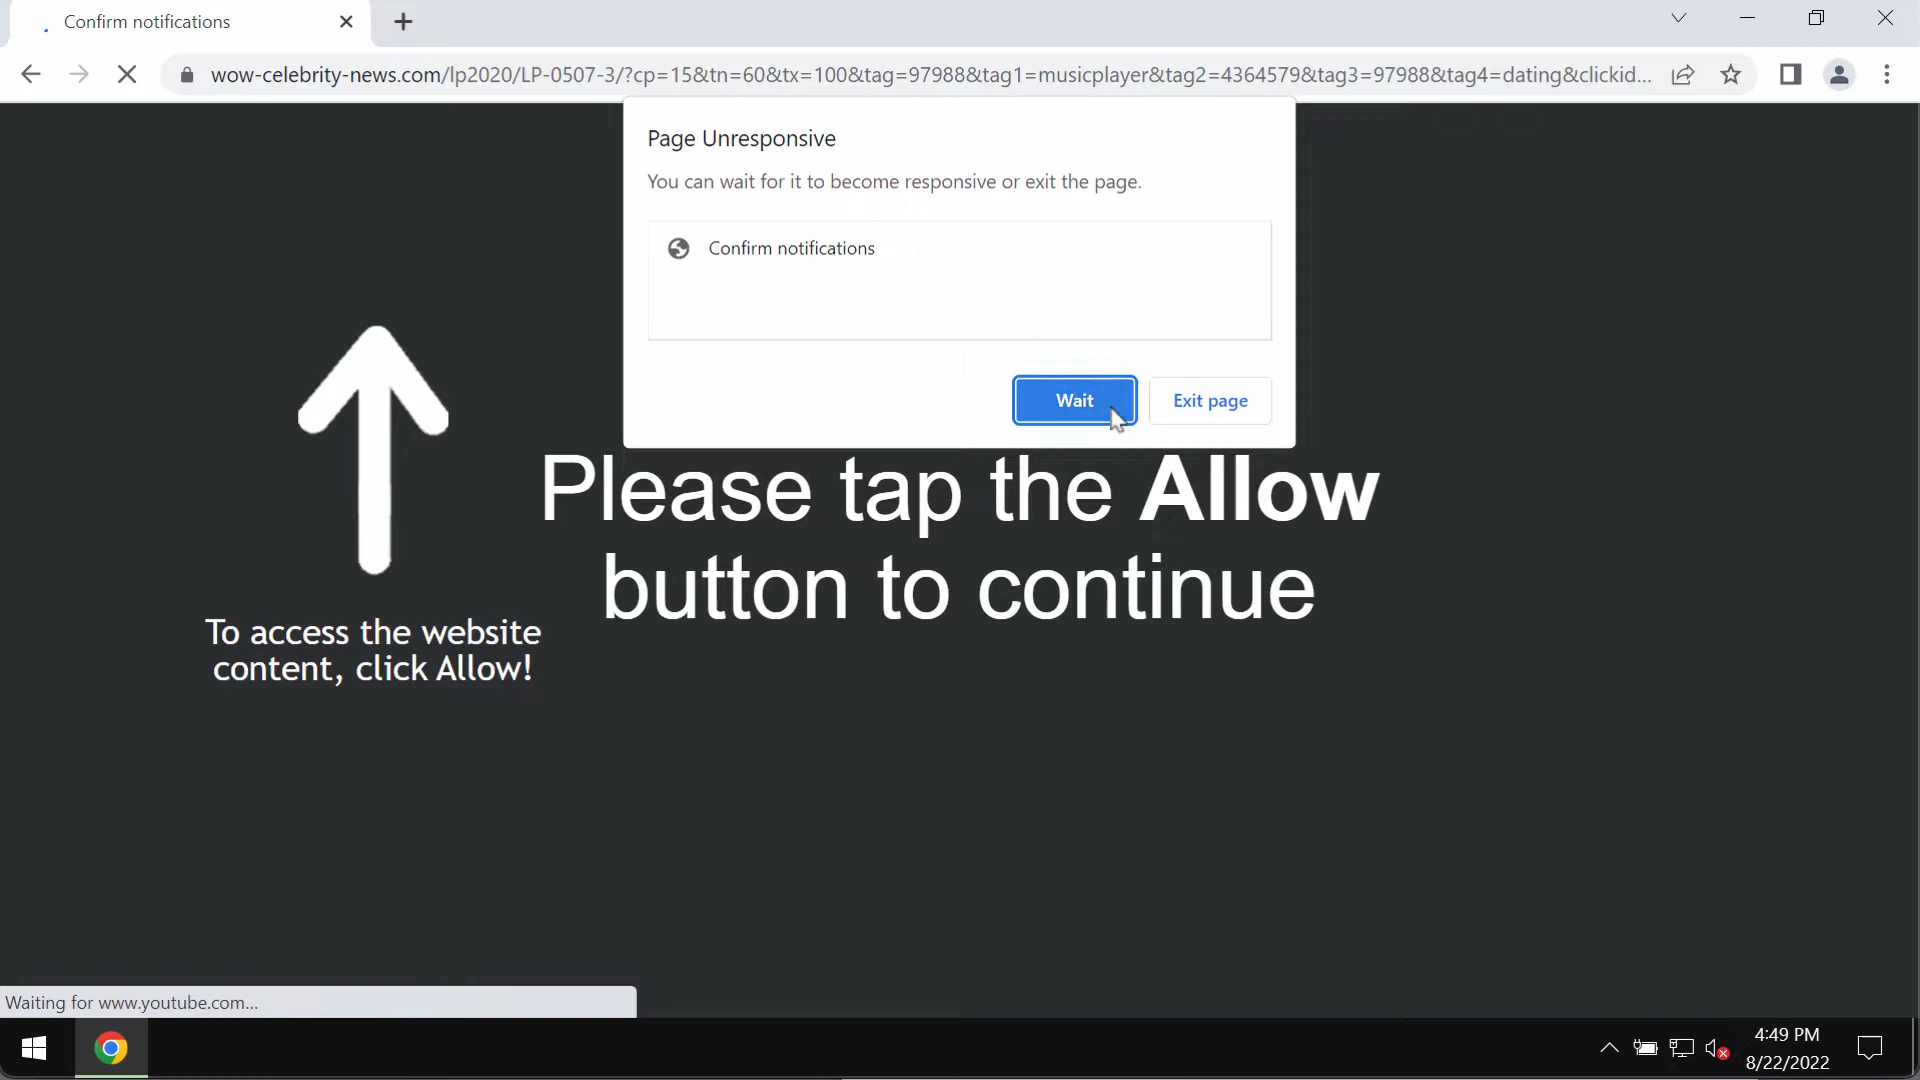 Confirm notifications
wow-celebrity-news.com/lp2020/LP-0507-3/?cp=15&tn=60&tx=100&tag=97988&tag1=musicplayer&tag2=4364579&tag3=97988&tag4=dating&clickid...
Page Unresponsive
You can wait for it to become responsive or exit the page.
Confirm notifications
Wait
Exit page
Please tap the Allow
button to continue
To access the website
content, click Allow!
Waiting for www.youtube.com...
4:49 PM
8/22/2022